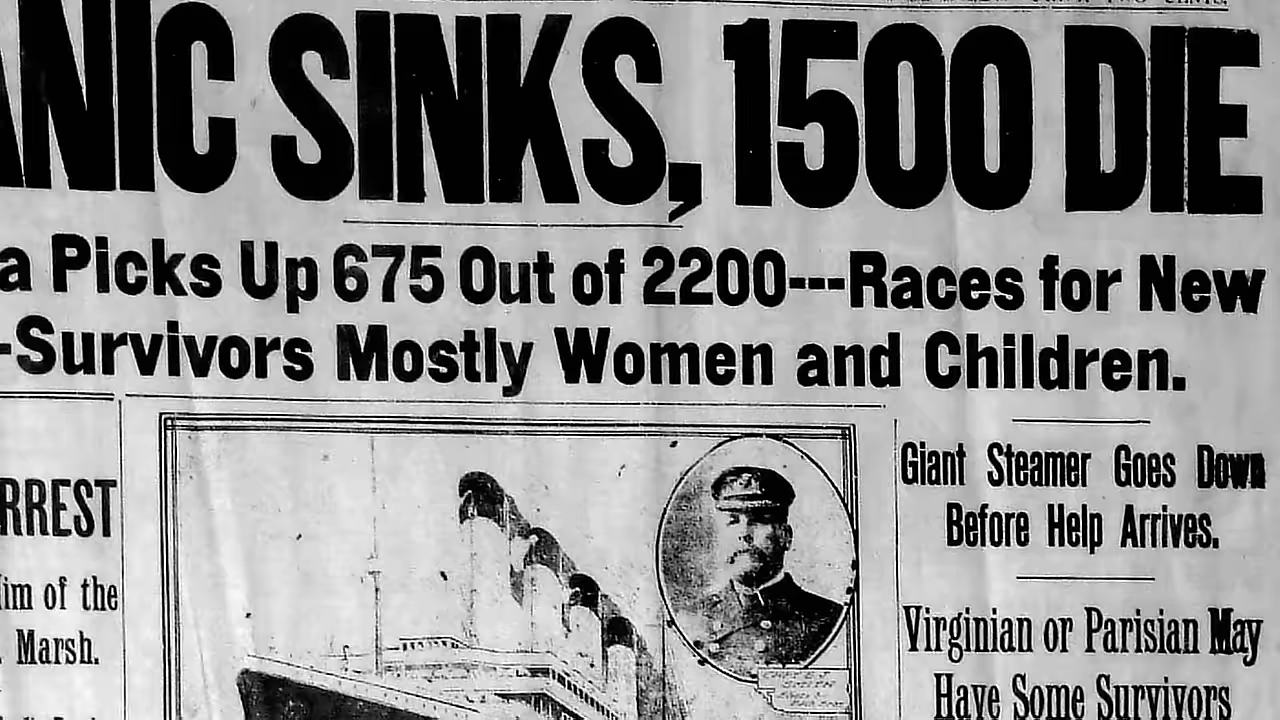 ANIC SINKS, 1500 DIE
a Picks Up 675 Out of 2200---Races for New
-Survivors Mostly Women and Children.
RREST
im of the
. Marsh.
Giant Steamer Goes Down
Before Help Arrives.
Virginian or Parisian May
Have Some Survivors